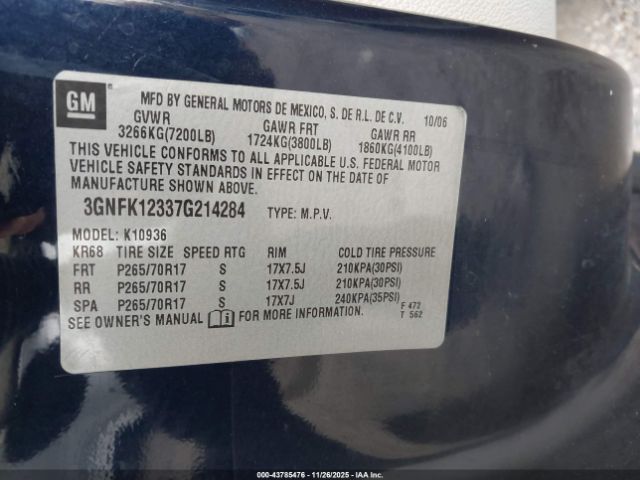 GM
MFD BY GENERAL MOTORS DE MEXICO, S. DE R.L. DE C.V. 10/06
GVWR GAWR FRT GAWR RR
3266KG(7200LB) 1724KG(3800LB) 1860KG(4100LB)
THIS VEHICLE CONFORMS TO ALL APPLICABLE U.S. FEDERAL MOTOR
VEHICLE SAFETY STANDARDS IN EFFECT ON THE DATE OF
MANUFACTURE SHOWN ABOVE.
3GNFK12337G214284 TYPE: M.P.V.
MODEL: K10936
KR68 TIRE SIZE SPEED RTG RIM COLD TIRE PRESSURE
FRT P265/70R17 S 17X7.5J 210KPA(30PSI)
RR P265/70R17 S 17X7.5J 210KPA(30PSI)
SPA P265/70R17 S 17X7J 240KPA(35PSI)
SEE OWNER'S MANUAL FOR MORE INFORMATION.
F 472
T 562
000-43785476 - 11/26/2025 - IAAI.COM